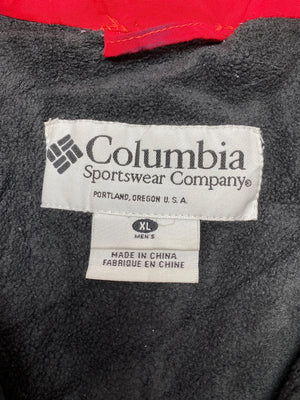 Columbia
Sportswear Company®
PORTLAND, OREGON U.S.A.
XL
MEN'S
MADE IN CHINA
FABRIQUE EN CHINE